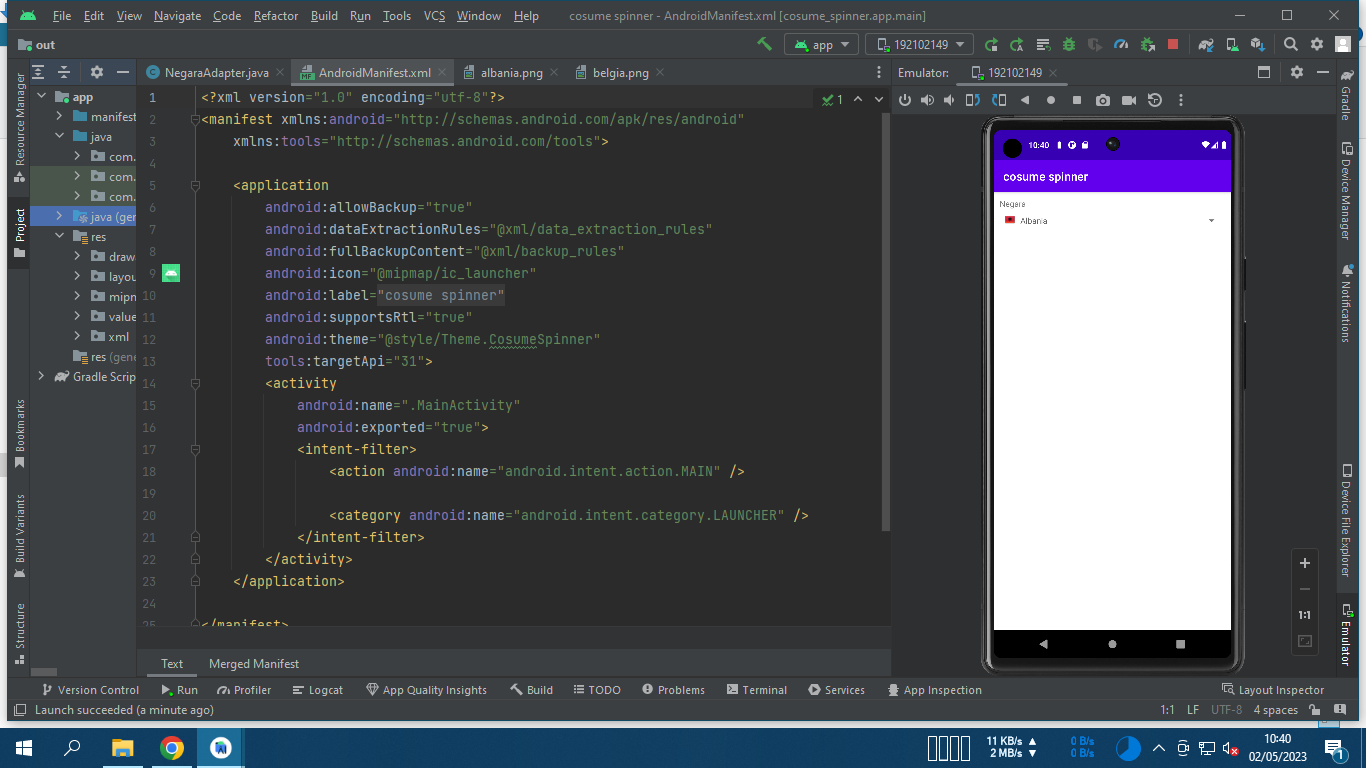 File Edit View Navigate Code Refactor Build Run Tools VCS Window Help cosume spinner - AndroidManifest.xml [cosume_spinner.app.main]
out app 192102149
Resource Manager
Project
Bookmarks
Build Variants
Structure
app
manifest
java
com.
com.
com.
java (gen
res
draw
layou
mipm
value
xml
res (gene
Gradle Scrip
NegaraAdapter.java AndroidManifest.xml albania.png belgia.png
1
1 <?xml version="1.0" encoding="utf-8"?>
2 <manifest xmlns:android="http://schemas.android.com/apk/res/android"
3 xmlns:tools="http://schemas.android.com/tools">
4
5 <application
6 android:allowBackup="true"
7 android:dataExtractionRules="@xml/data_extraction_rules"
8 android:fullBackupContent="@xml/backup_rules"
9 android:icon="@mipmap/ic_launcher"
10 android:label="cosume spinner"
11 android:supportsRtl="true"
12 android:theme="@style/Theme.CosumeSpinner"
13 tools:targetApi="31">
14 <activity
15 android:name=".MainActivity"
16 android:exported="true">
17 <intent-filter>
18 <action android:name="android.intent.action.MAIN" />
19
20 <category android:name="android.intent.category.LAUNCHER" />
21 </intent-filter>
22 </activity>
23 </application>
24
25 </manifest>
Text Merged Manifest
Emulator: 192102149
10:40
cosume spinner
Negara
Albania
1:1
Gradle
Device Manager
Notifications
Device File Explorer
Emulator
Version Control Run Profiler Logcat App Quality Insights Build TODO Problems Terminal Services App Inspection Layout Inspector
Launch succeeded (a minute ago) 1:1 LF UTF-8 4 spaces
11 KB/s 0 B/s 10:40
2 MB/s 0 B/s 02/05/2023
1